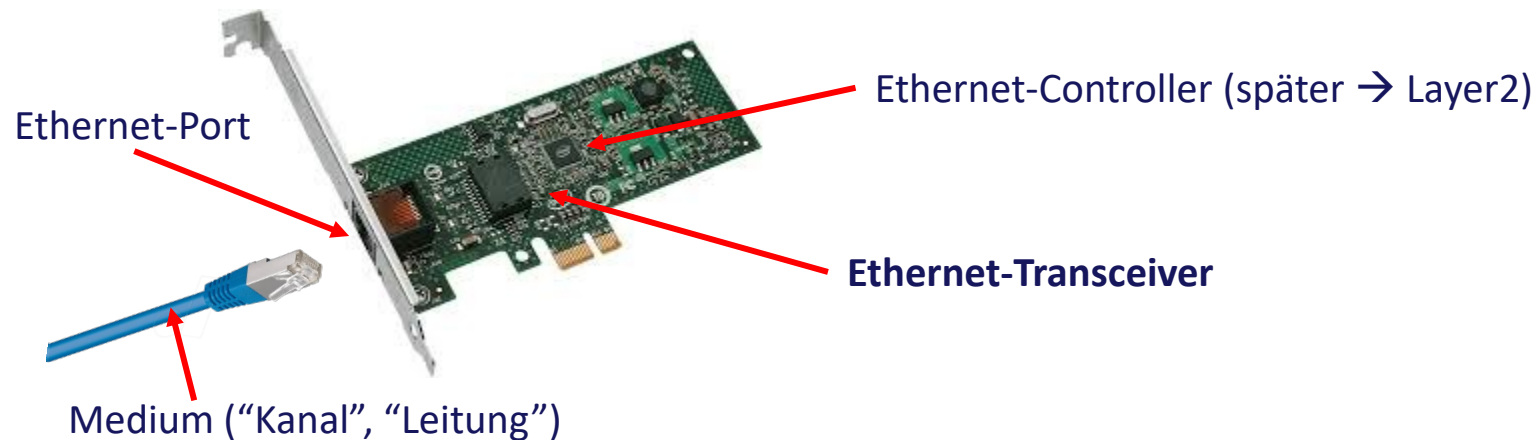 Ethernet-Controller (später → Layer2)
Ethernet-Port
Ethernet-Transceiver
Medium (“Kanal”, “Leitung”)